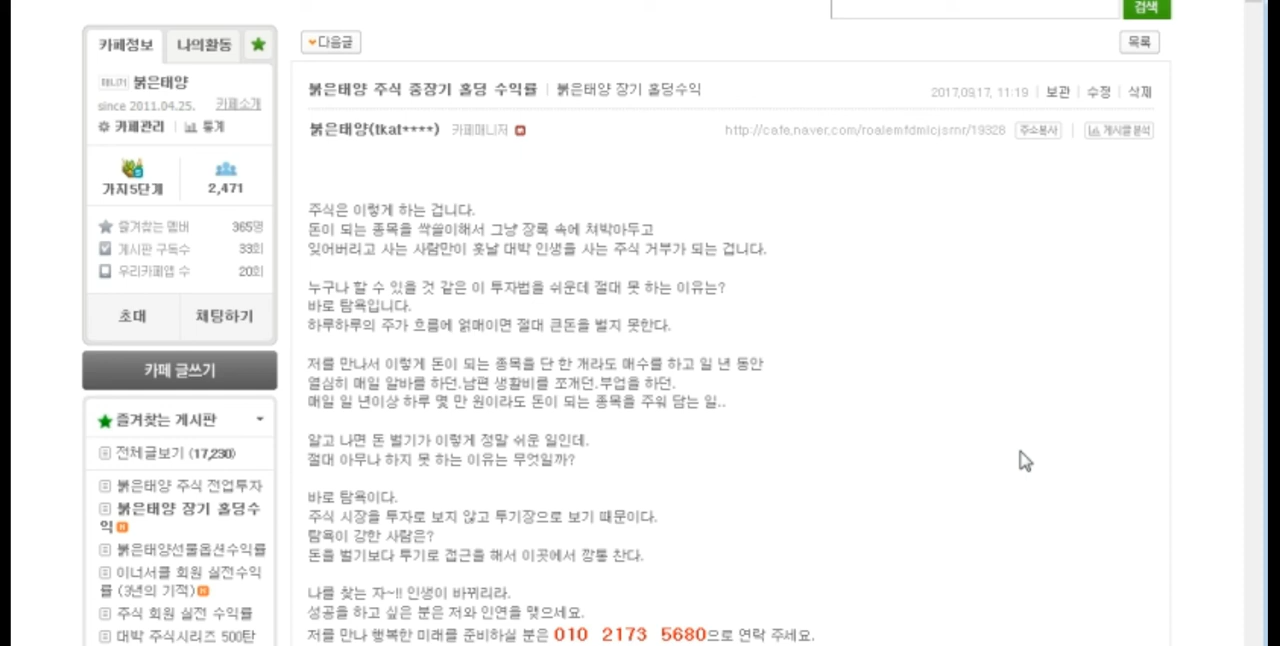 검색
카페정보
나의활동
매니저 붉은태양
since 2011.04.25.
카페소개
카페관리
통계
가지5단계
2,471
즐겨찾는 멤버
365명
게시판 구독수
33회
우리카페앱 수
20회
초대
채팅하기
카페 글쓰기
즐겨찾는 게시판
전체글보기 (17,230)
붉은태양 주식 전업투자
붉은태양 장기 홀딩수
익
붉은태양선물옵션수익률
이너서클 회원 실전수익
률 (3년의 기적)
주식 회원 실전 수익률
대박 주식시리즈 500탄
다음글
목록
붉은태양 주식 중장기 홀딩 수익률 | 붉은태양 장기 홀딩수익
2017.09.17. 11:19 | 보관 | 수정 | 삭제
붉은태양(tkat****) 카페매니저
http://cafe.naver.com/roalemfdmlcjsrnr/19328
주소복사
게시글 분석
주식은 이렇게 하는 겁니다.
돈이 되는 종목을 싹쓸이해서 그냥 장록 속에 쳐박아두고
잊어버리고 사는 사람만이 훗날 대박 인생을 사는 주식 거부가 되는 겁니다.
누구나 할 수 있을 것 같은 이 투자법을 쉬운데 절대 못 하는 이유는?
바로 탐욕입니다.
하루하루의 주가 흐름에 얽매이면 절대 큰돈을 벌지 못한다.
저를 만나서 이렇게 돈이 되는 종목을 단 한 개라도 매수를 하고 일 년 동안
열심히 매일 알바를 하던.남편 생활비를 쪼개던.부업을 하던.
매일 일 년이상 하루 몇 만 원이라도 돈이 되는 종목을 주워 담는 일..
알고 나면 돈 벌기가 이렇게 정말 쉬운 일인데.
절대 아무나 하지 못 하는 이유는 무엇일까?
바로 탐욕이다.
주식 시장을 투자로 보지 않고 투기장으로 보기 때문이다.
탐욕이 강한 사람은?
돈을 벌기보다 투기로 접근을 해서 이곳에서 깡통 찬다.
나를 찾는 자~!! 인생이 바뀌리라.
성공을 하고 싶은 분은 저와 인연을 맺으세요.
저를 만나 행복한 미래를 준비하실 분은 010 2173 5680으로 연락 주세요.